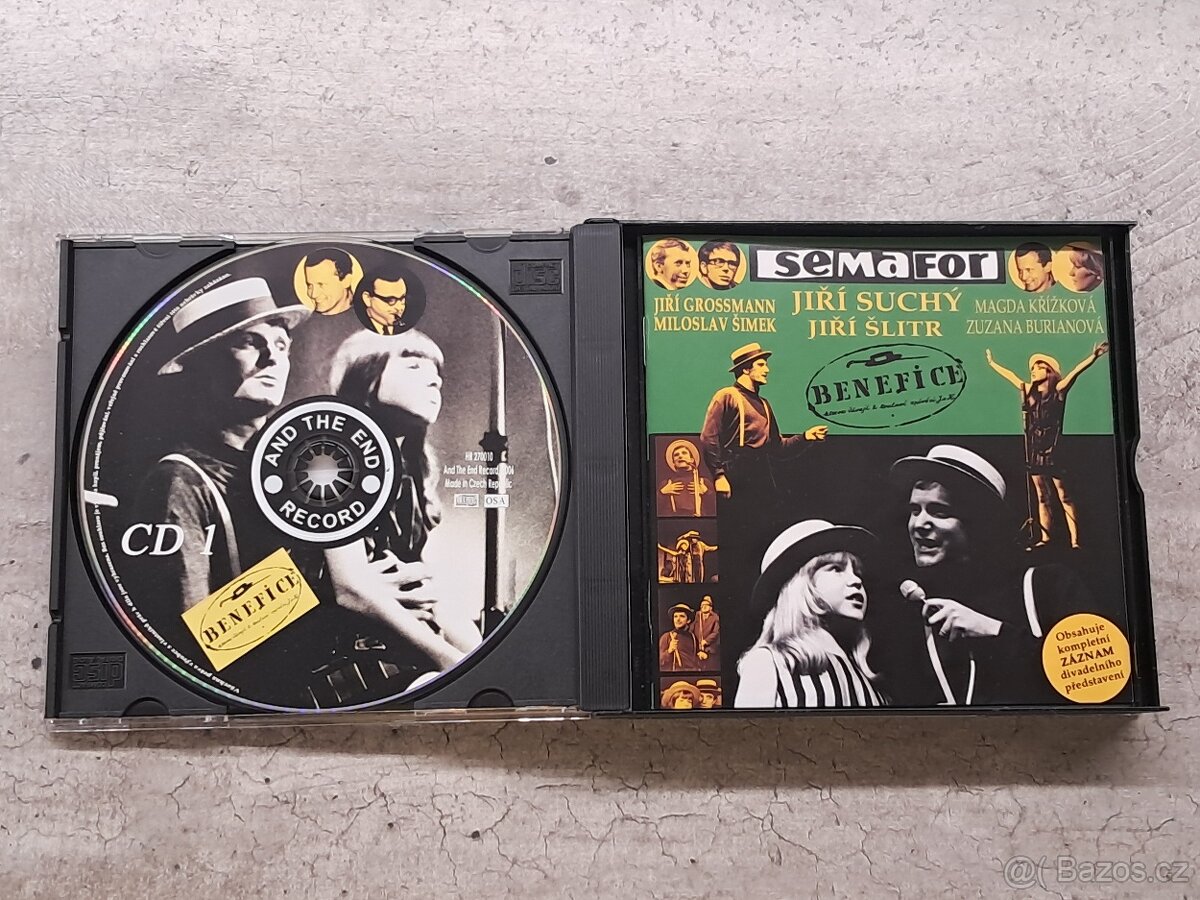 AND THE END
RECORD
HR 270010
And The End Record
Made in Czech Republic
OSA
CD 1
BENEFICE
semaFor
JIŘÍ GROSSMANN
MILOSLAV ŠIMEK
JIŘÍ SUCHÝ
JIŘÍ ŠLITR
MAGDA KŘÍŽKOVÁ
ZUZANA BURIANOVÁ
BENEFICE
Obsahuje
kompletní
ZÁZNAM
divadelního
představení
Bazos.cz